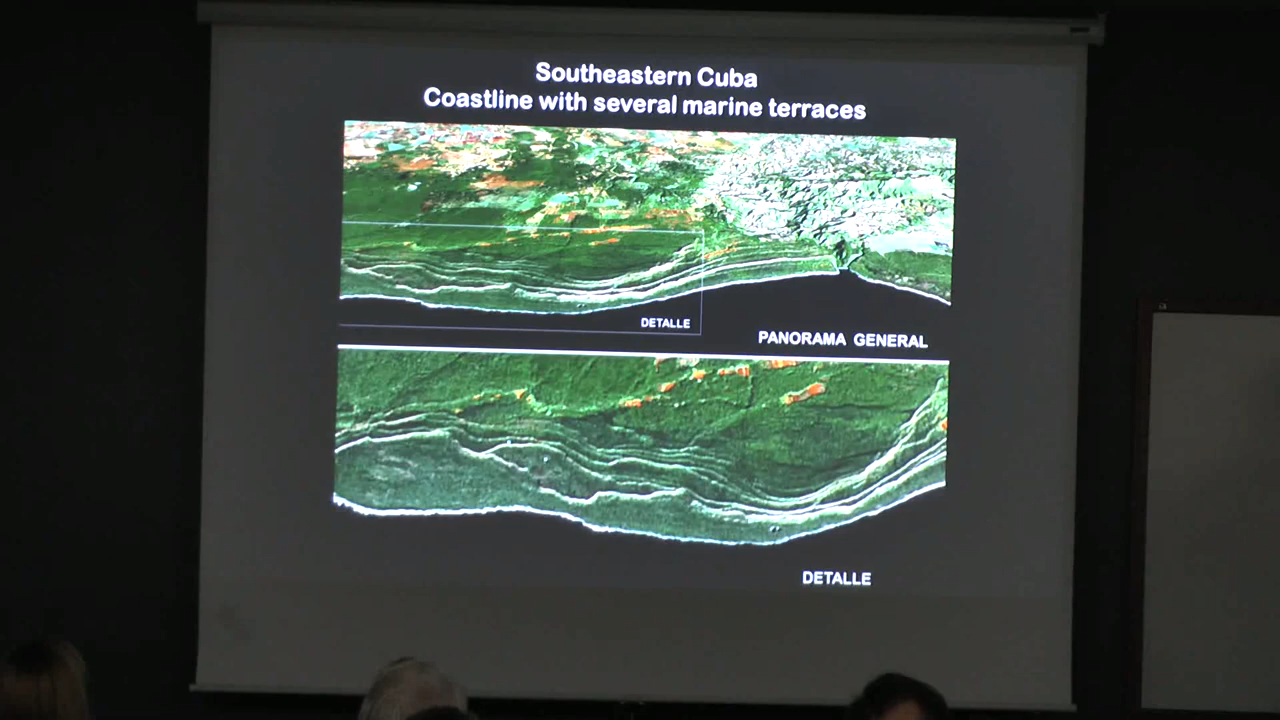 Southeastern Cuba
Coastline with several marine terraces
DETALLE
PANORAMA GENERAL
DETALLE